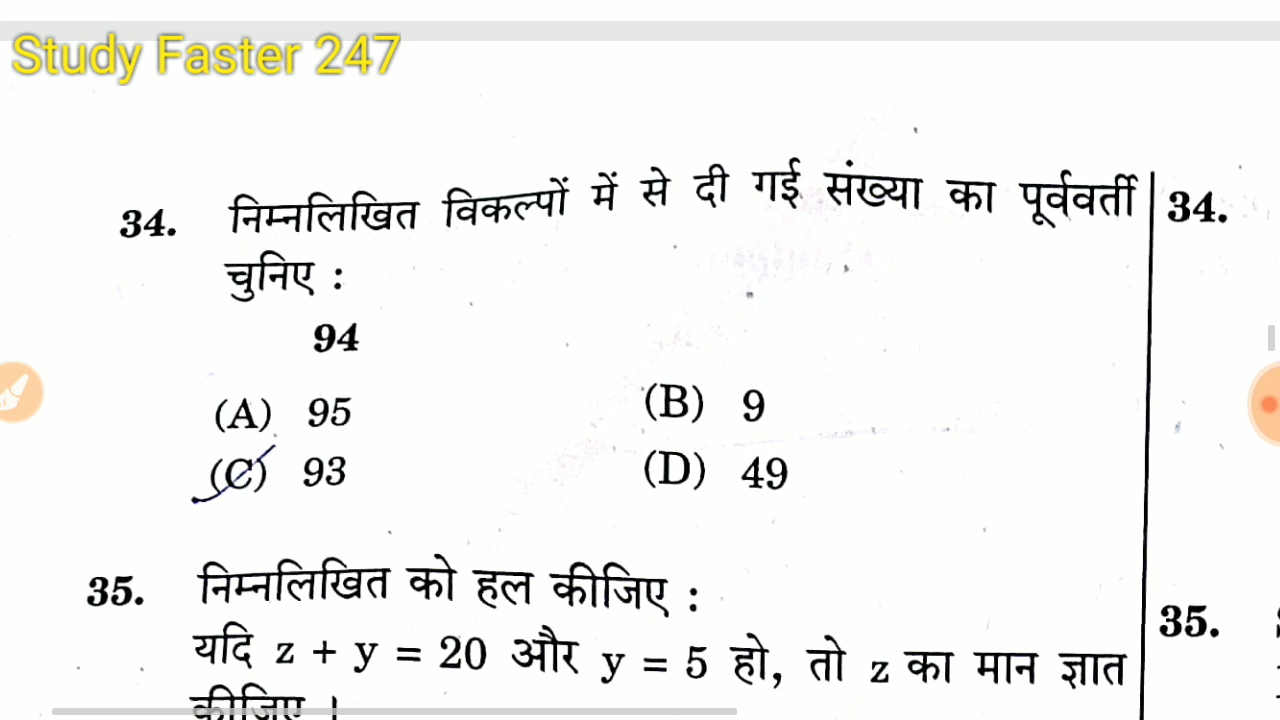 Study Faster 247
34. निम्नलिखित विकल्पों में से दी गई संख्या का पूर्ववर्ती
चुनिए :
94
(A) 95 (B) 9
(C) 93 (D) 49
35. निम्नलिखित को हल कीजिए :
यदि z + y = 20 और y = 5 हो, तो z का मान ज्ञात
कीजिए ।
34.
35.